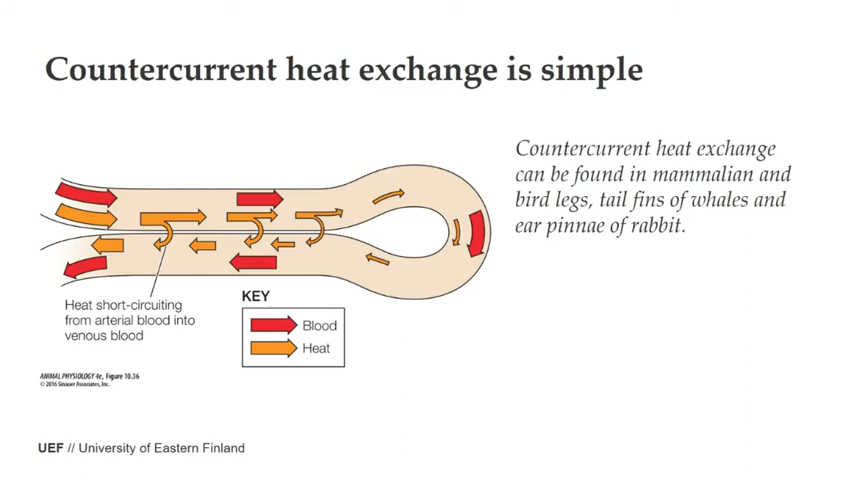 Countercurrent heat exchange is simple
Countercurrent heat exchange
can be found in mammalian and
bird legs, tail fins of whales and
ear pinnae of rabbit.
Heat short-circuiting
from arterial blood into
venous blood
KEY
Blood
Heat
ANIMAL PHYSIOLOGY 4e, Figure 10.36
© 2016 Sinauer Associates, Inc.
UEF // University of Eastern Finland